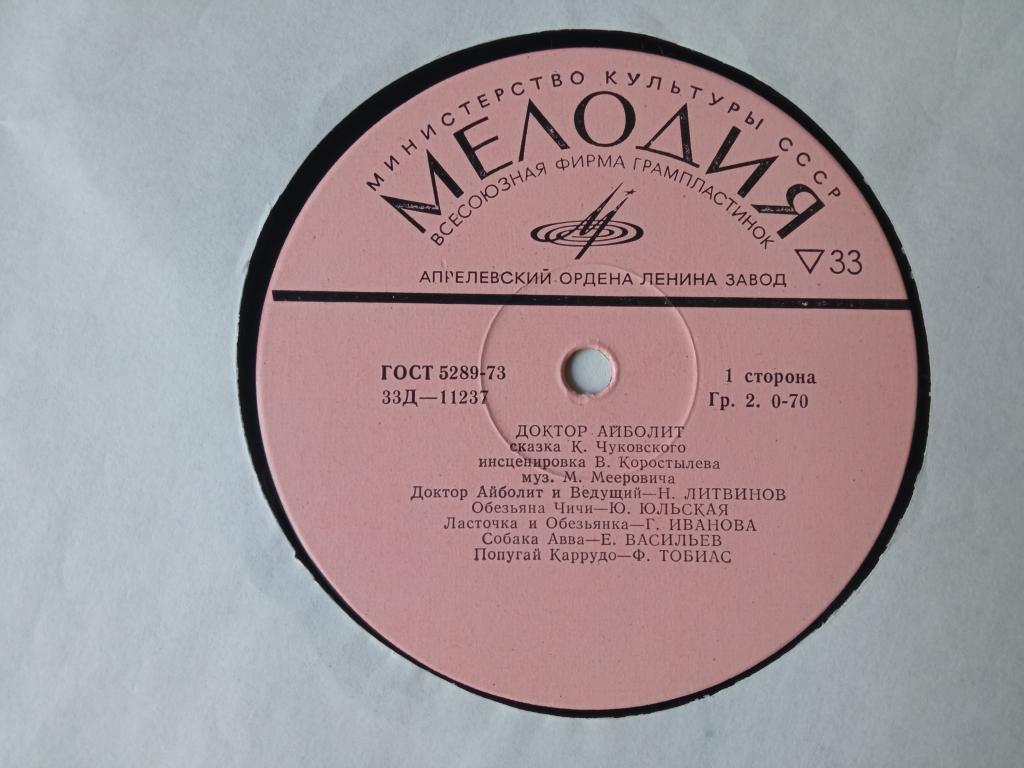 МИНИСТЕРСТВО КУЛЬТУРЫ СССР
МЕЛОДИЯ
ВСЕСОЮЗНАЯ ФИРМА ГРАМПЛАСТИНОК
▽33
АПРЕЛЕВСКИЙ ОРДЕНА ЛЕНИНА ЗАВОД
ГОСТ 5289-73
33Д—11237
1 сторона
Гр. 2. 0-70
ДОКТОР АЙБОЛИТ
сказка К. Чуковского
инсценировка В. Коростылева
муз. М. Мееровича
Доктор Айболит и Ведущий—Н. ЛИТВИНОВ
Обезьяна Чичи—Ю. ЮЛЬСКАЯ
Ласточка и Обезьянка—Г. ИВАНОВА
Собака Авва—Е. ВАСИЛЬЕВ
Попугай Каррудо—Ф. ТОБИАС